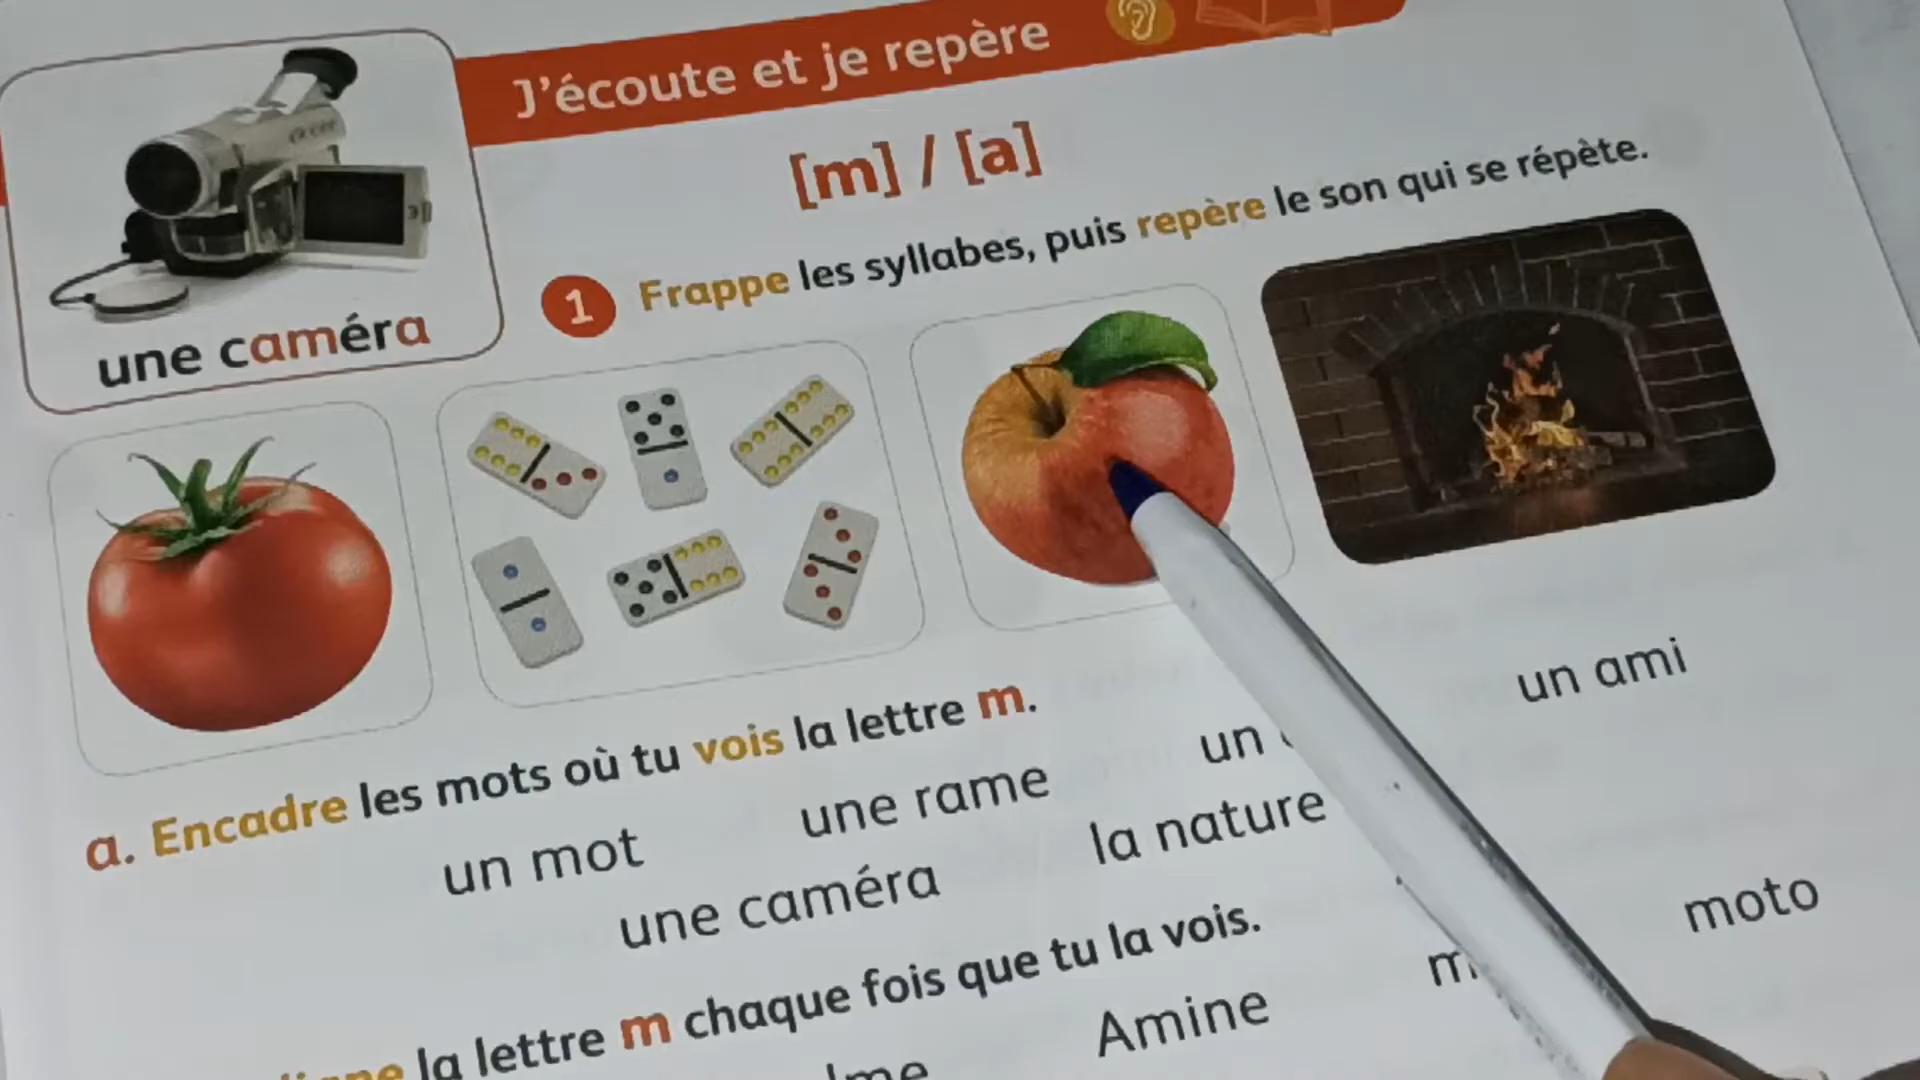 J'écoute et je repère
[m] / [a]
une caméra
1 Frappe les syllabes, puis repère le son qui se répète.
a. Encadre les mots où tu vois la lettre m.
un mot une rame un un ami
une caméra la nature
la lettre m chaque fois que tu la vois.
Amine moto